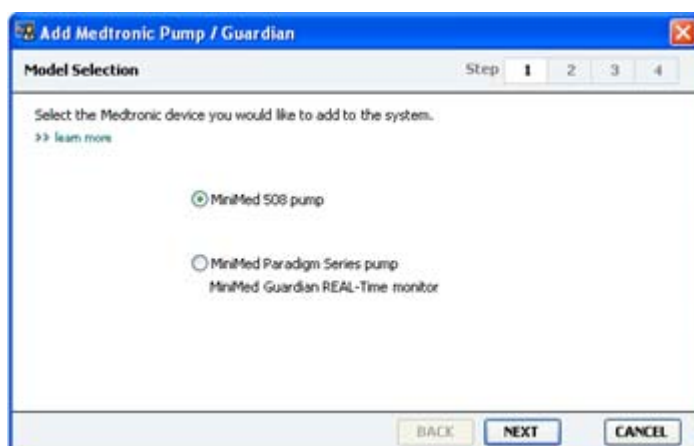 Add Medtronic Pump / Guardian
Model Selection Step 1 2 3 4
Select the Medtronic device you would like to add to the system.
>> learn more
MiniMed 508 pump
MiniMed Paradigm Series pump
MiniMed Guardian REAL-Time monitor
BACK NEXT CANCEL